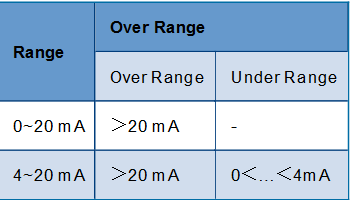 Range
Over Range
Over Range Under Range
0~20 mA >20 mA -
4~20 mA >20 mA 0<...<4mA